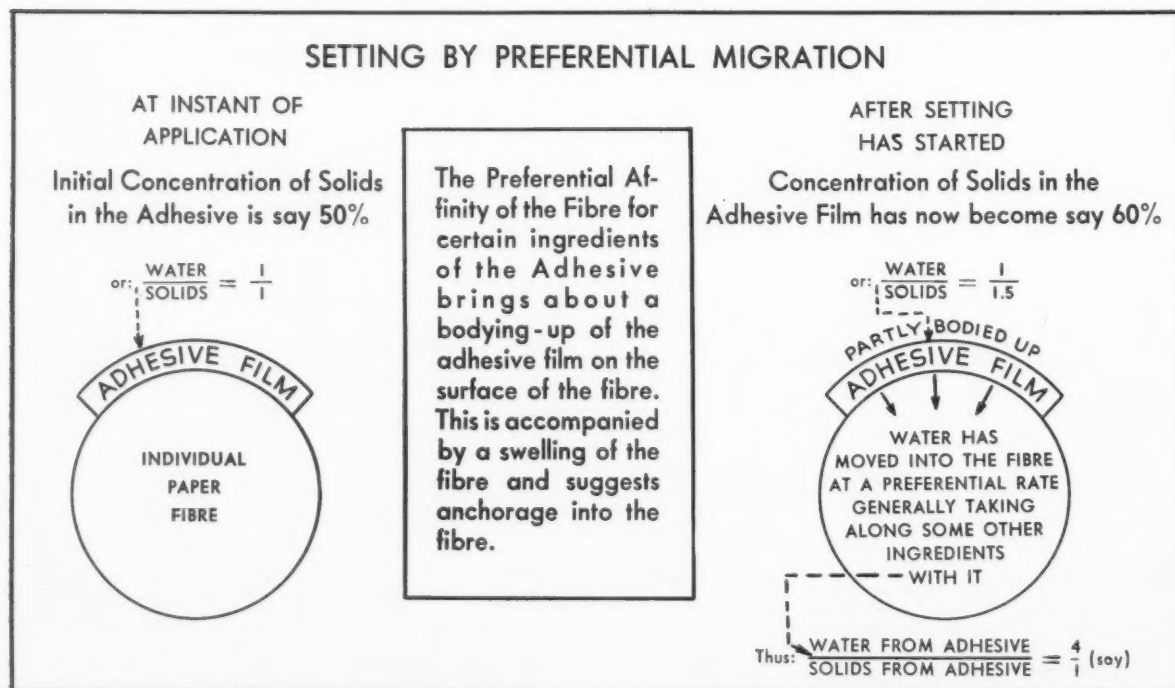 SETTING BY PREFERENTIAL MIGRATION
AT INSTANT OF
APPLICATION
Initial Concentration of Solids
in the Adhesive is say 50%
or: WATER/SOLIDS = 1/1
ADHESIVE FILM
INDIVIDUAL
PAPER
FIBRE
The Preferential Af-
finity of the Fibre for
certain ingredients
of the Adhesive
brings about a
bodying-up of the
adhesive film on the
surface of the fibre.
This is accompanied
by a swelling of the
fibre and suggests
anchorage into the
fibre.
AFTER SETTING
HAS STARTED
Concentration of Solids in the
Adhesive Film has now become say 60%
or: WATER/SOLIDS = 1/1.5
PARTLY BODIED UP
ADHESIVE FILM
WATER HAS
MOVED INTO THE FIBRE
AT A PREFERENTIAL RATE
GENERALLY TAKING
ALONG SOME OTHER
INGREDIENTS
WITH IT
Thus: WATER FROM ADHESIVE/SOLIDS FROM ADHESIVE = 4/1 (say)